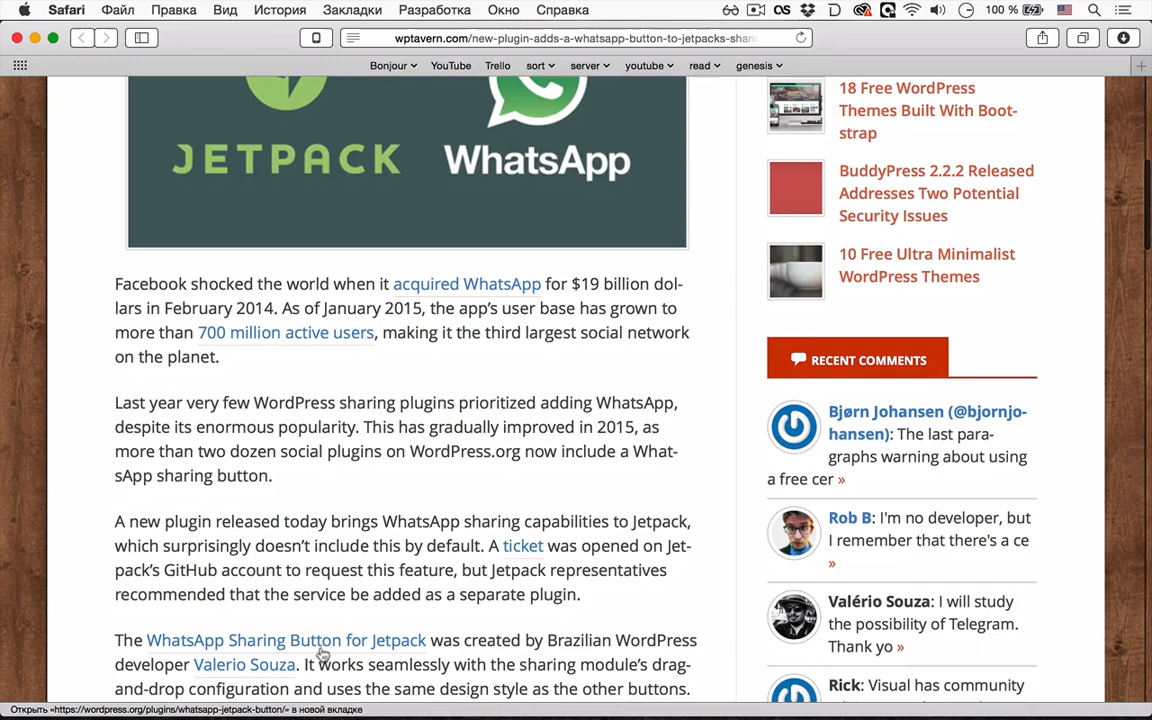 Safari Файл Правка Вид История Закладки Разработка Окно Справка 100 %
wptavern.com/new-plugin-adds-a-whatsapp-button-to-jetpacks-shari
Bonjour YouTube Trello sort server youtube read genesis
JETPACK WhatsApp
Facebook shocked the world when it acquired WhatsApp for $19 billion dol-
lars in February 2014. As of January 2015, the app's user base has grown to
more than 700 million active users, making it the third largest social network
on the planet.
Last year very few WordPress sharing plugins prioritized adding WhatsApp,
despite its enormous popularity. This has gradually improved in 2015, as
more than two dozen social plugins on WordPress.org now include a What-
sApp sharing button.
A new plugin released today brings WhatsApp sharing capabilities to Jetpack,
which surprisingly doesn't include this by default. A ticket was opened on Jet-
pack's GitHub account to request this feature, but Jetpack representatives
recommended that the service be added as a separate plugin.
The WhatsApp Sharing Button for Jetpack was created by Brazilian WordPress
developer Valerio Souza. It works seamlessly with the sharing module's drag-
and-drop configuration and uses the same design style as the other buttons.
18 Free WordPress
Themes Built With Boot-
strap
BuddyPress 2.2.2 Released
Addresses Two Potential
Security Issues
10 Free Ultra Minimalist
WordPress Themes
RECENT COMMENTS
Bjørn Johansen (@bjornjo-
hansen): The last para-
graphs warning about using
a free cer »
Rob B: I'm no developer, but
I remember that there's a ce
»
Valério Souza: I will study
the possibility of Telegram.
Thank yo »
Rick: Visual has community
Открыть «https://wordpress.org/plugins/whatsapp-jetpack-button/» в новой вкладке